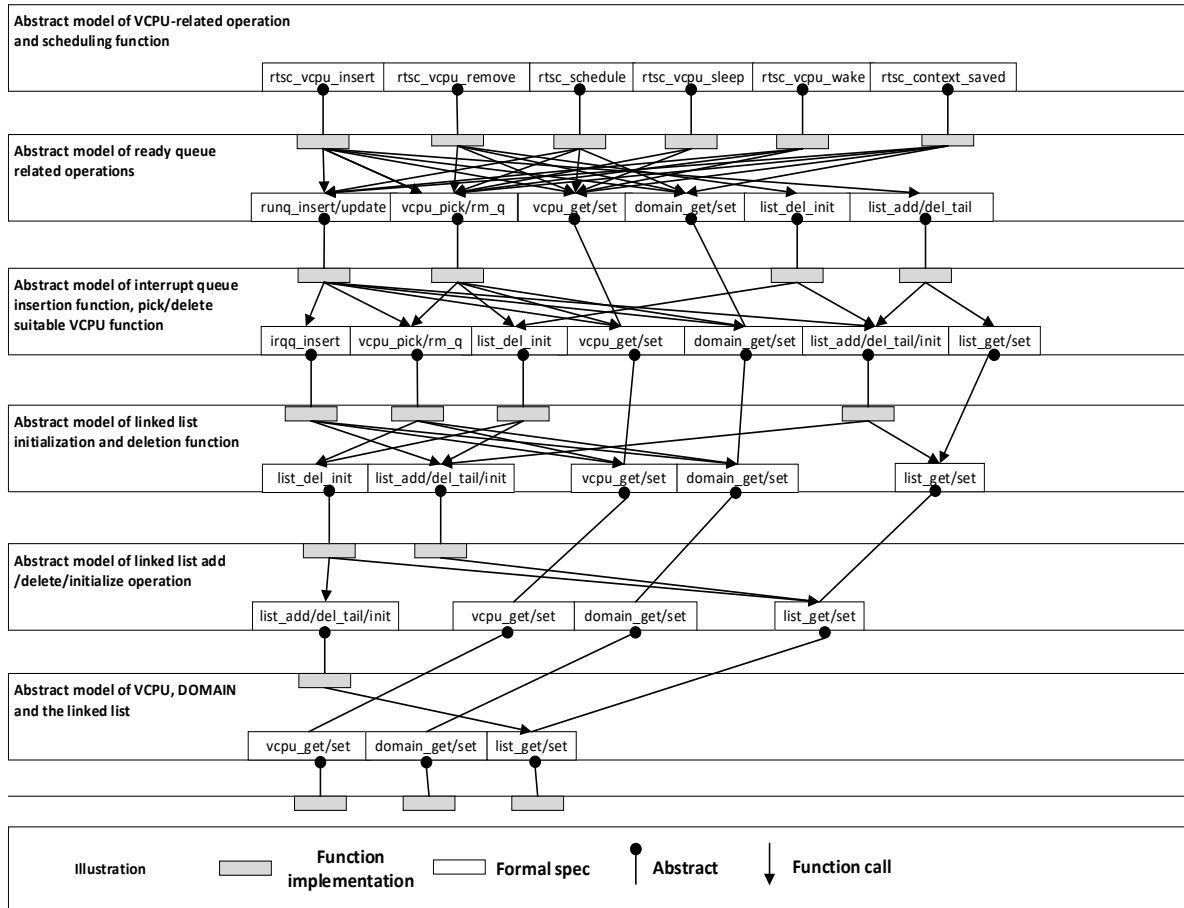 Abstract model of VCPU-related operation
and scheduling function
rtsc_vcpu_insert rtsc_vcpu_remove rtsc_schedule rtsc_vcpu_sleep rtsc_vcpu_wake rtsc_context_saved
Abstract model of ready queue
related operations
runq_insert/update vcpu_pick/rm_q vcpu_get/set domain_get/set list_del_init list_add/del_tail
Abstract model of interrupt queue
insertion function, pick/delete
suitable VCPU function
irqq_insert vcpu_pick/rm_q list_del_init vcpu_get/set domain_get/set list_add/del_tail/init list_get/set
Abstract model of linked list
initialization and deletion function
list_del_init list_add/del_tail/init vcpu_get/set domain_get/set list_get/set
Abstract model of linked list add
/delete/initialize operation
list_add/del_tail/init vcpu_get/set domain_get/set list_get/set
Abstract model of VCPU, DOMAIN
and the linked list
vcpu_get/set domain_get/set list_get/set
Illustration
Function
implementation
Formal spec
Abstract
Function call